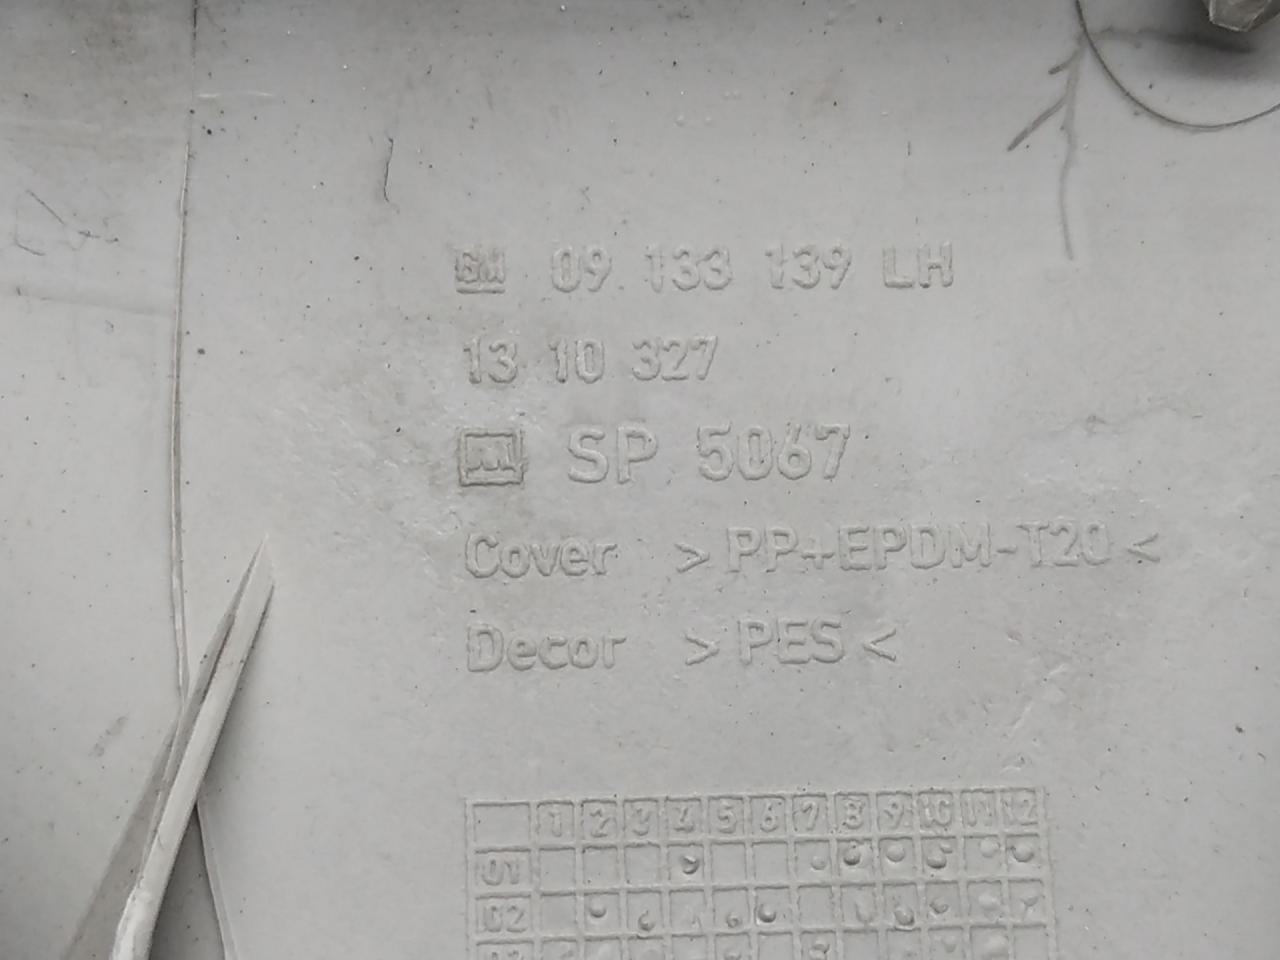 GM 09 133 139 LH
13 10 327
SP 5067
Cover >PP+EPDM-T20<
Decor >PES<
1 2 3 4 5 6 7 8 9 10 11 12
01
02